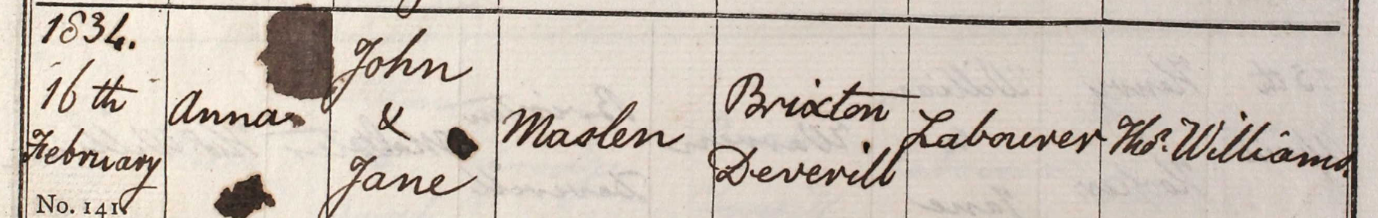 1834.
16th
February
No. 141.
Anna
John
&
Jane
Maslen
Brixton
Deverill
Labourer
Thos. Williams.